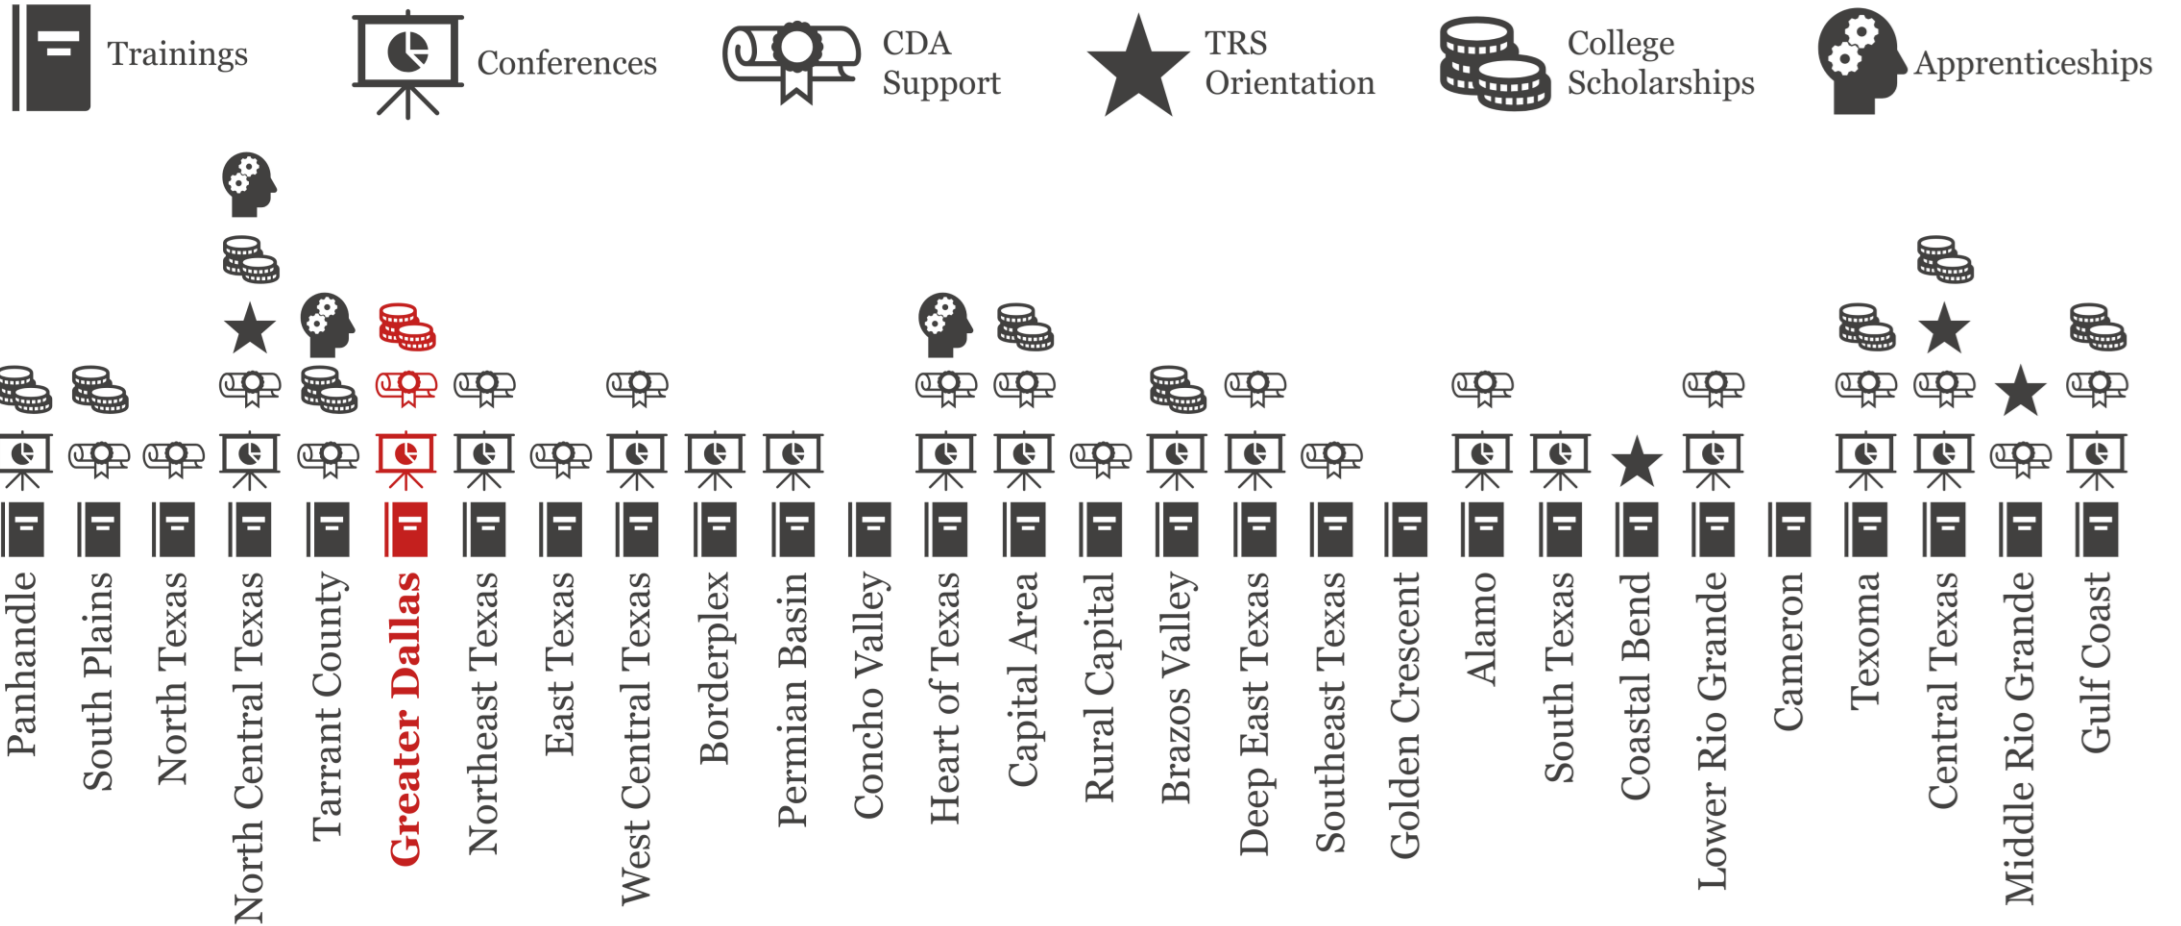 Trainings
Conferences
CDA
Support
TRS
Orientation
College
Scholarships
Apprenticeships
Panhandle
South Plains
North Texas
North Central Texas
Tarrant County
Greater Dallas
Northeast Texas
East Texas
West Central Texas
Borderplex
Permian Basin
Concho Valley
Heart of Texas
Capital Area
Rural Capital
Brazos Valley
Deep East Texas
Southeast Texas
Golden Crescent
Alamo
South Texas
Coastal Bend
Lower Rio Grande
Cameron
Texoma
Central Texas
Middle Rio Grande
Gulf Coast